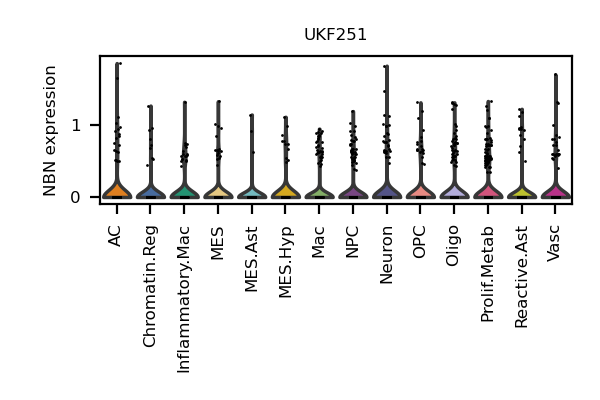 UKF251
NBN expression
1
0
AC
Chromatin.Reg
Inflammatory.Mac
MES
MES.Ast
MES.Hyp
Mac
NPC
Neuron
OPC
Oligo
Prolif.Metab
Reactive.Ast
Vasc